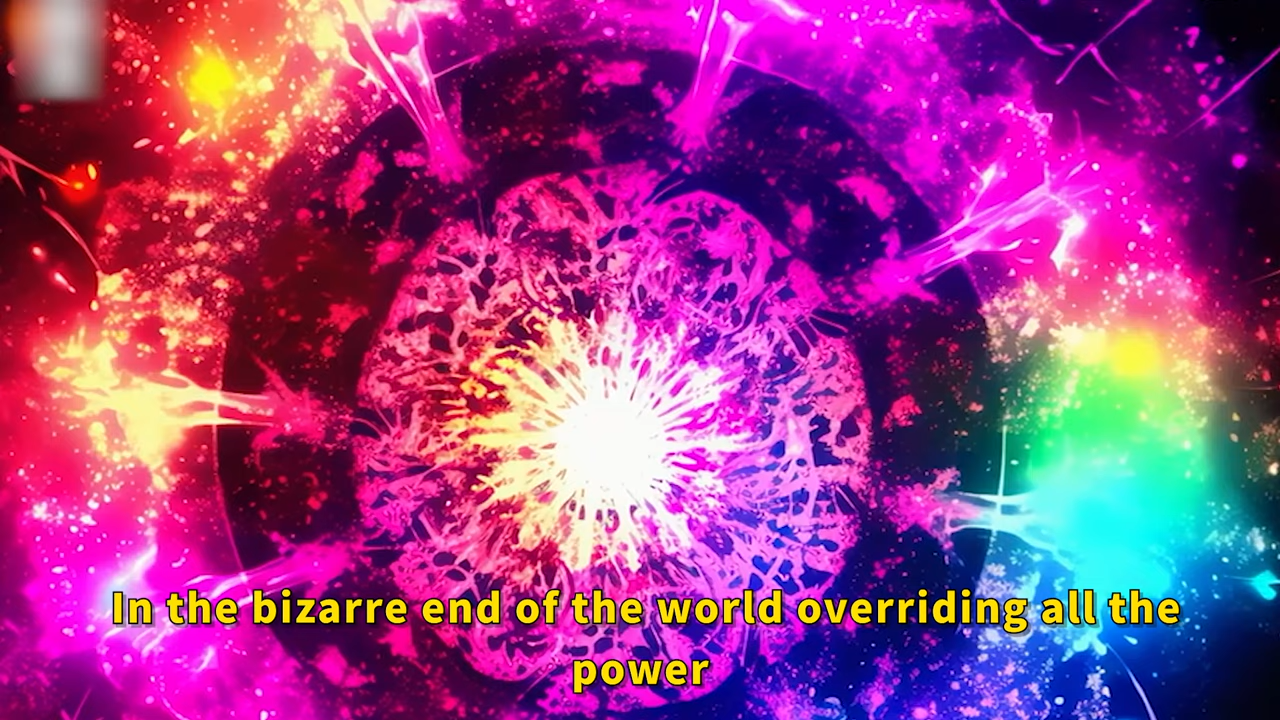 In the bizarre end of the world overriding all the
power